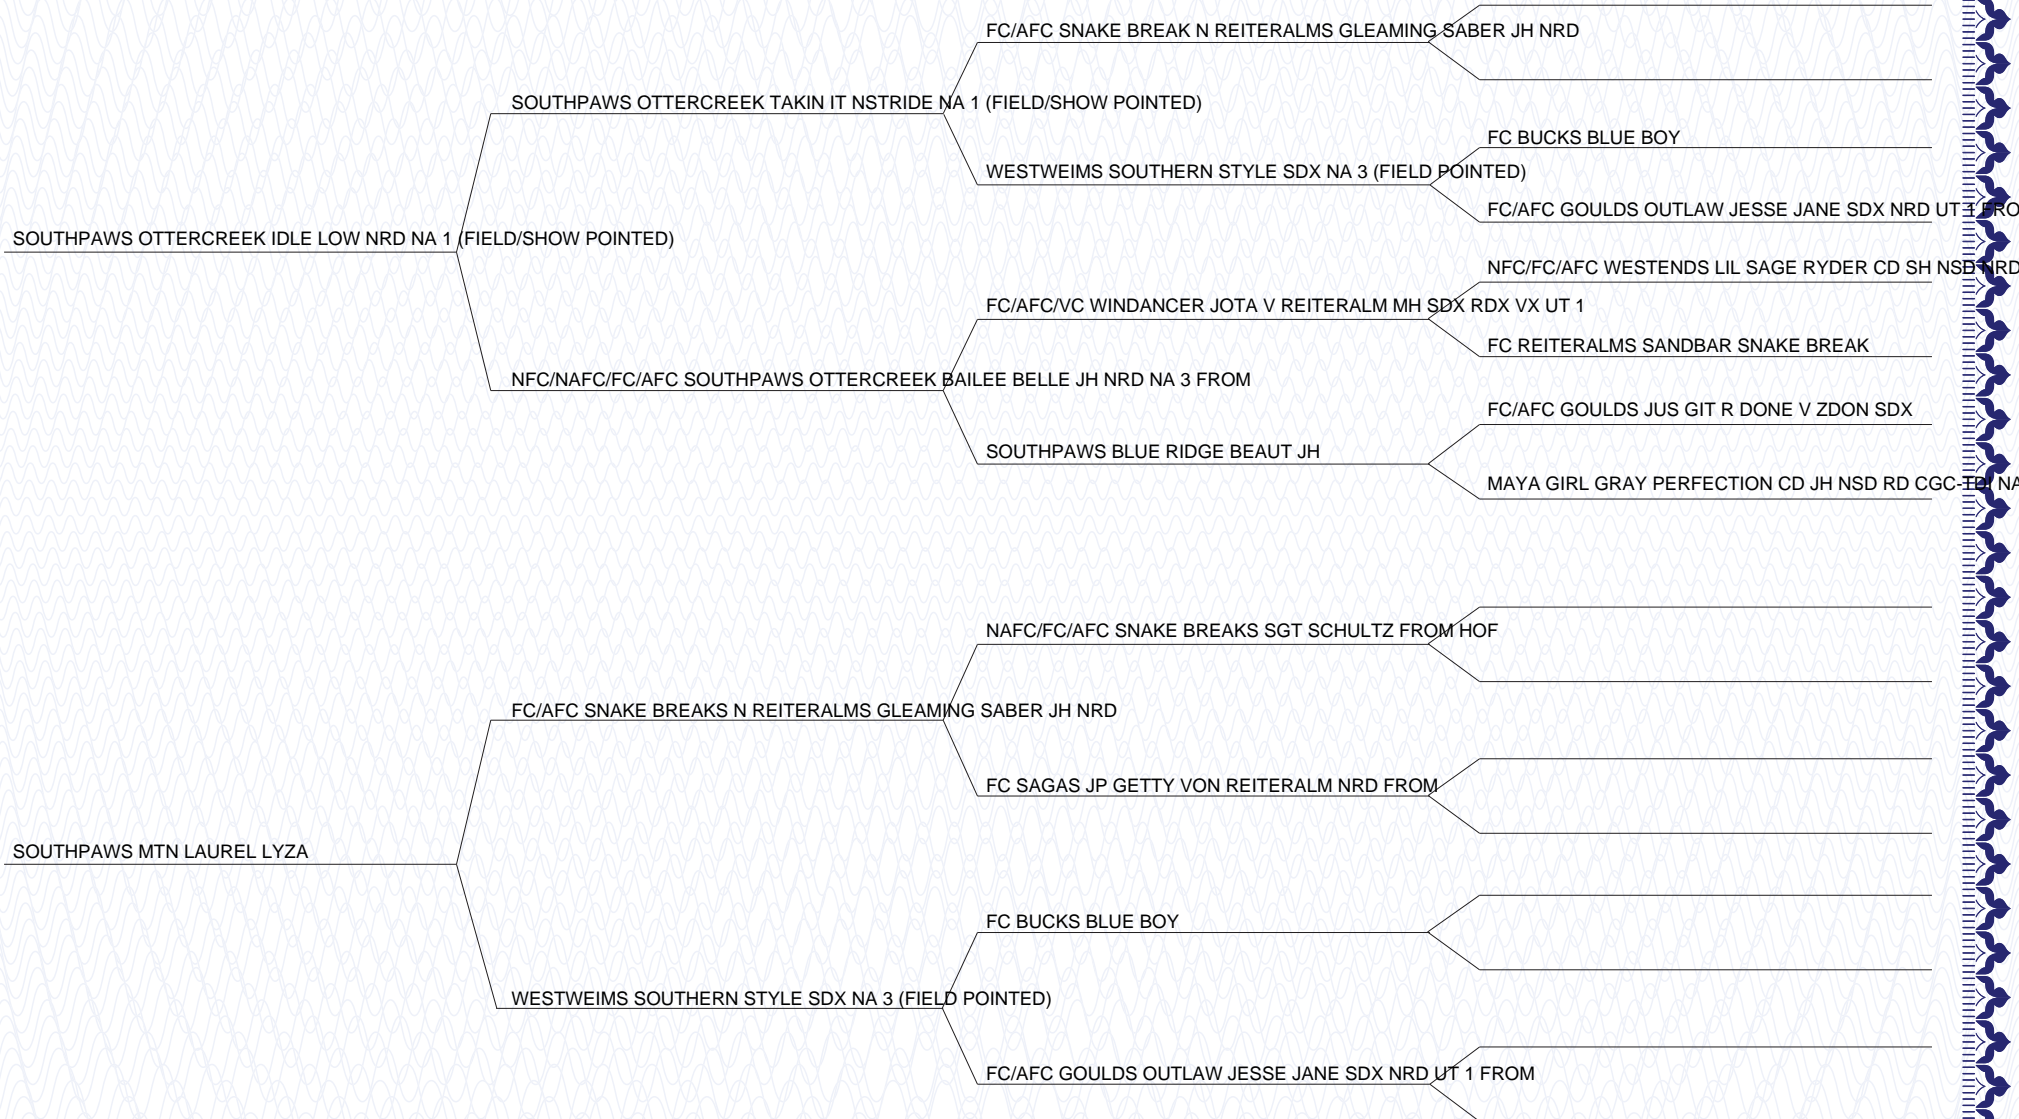 FC/AFC SNAKE BREAK N REITERALMS GLEAMING SABER JH NRD
SOUTHPAWS OTTERCREEK TAKIN IT NSTRIDE NA 1 (FIELD/SHOW POINTED)
FC BUCKS BLUE BOY
WESTWEIMS SOUTHERN STYLE SDX NA 3 (FIELD POINTED)
FC/AFC GOULDS OUTLAW JESSE JANE SDX NRD UT 1 FRO
SOUTHPAWS OTTERCREEK IDLE LOW NRD NA 1 (FIELD/SHOW POINTED)
NFC/FC/AFC WESTENDS LIL SAGE RYDER CD SH NSD NRD
FC/AFC/VC WINDANCER JOTA V REITERALM MH SDX RDX VX UT 1
FC REITERALMS SANDBAR SNAKE BREAK
NFC/NAFC/FC/AFC SOUTHPAWS OTTERCREEK BAILEE BELLE JH NRD NA 3 FROM
FC/AFC GOULDS JUS GIT R DONE V ZDON SDX
SOUTHPAWS BLUE RIDGE BEAUT JH
MAYA GIRL GRAY PERFECTION CD JH NSD RD CGC-TDI NA
NAFC/FC/AFC SNAKE BREAKS SGT SCHULTZ FROM HOF
FC/AFC SNAKE BREAKS N REITERALMS GLEAMING SABER JH NRD
FC SAGAS JP GETTY VON REITERALM NRD FROM
SOUTHPAWS MTN LAUREL LYZA
FC BUCKS BLUE BOY
WESTWEIMS SOUTHERN STYLE SDX NA 3 (FIELD POINTED)
FC/AFC GOULDS OUTLAW JESSE JANE SDX NRD UT 1 FROM